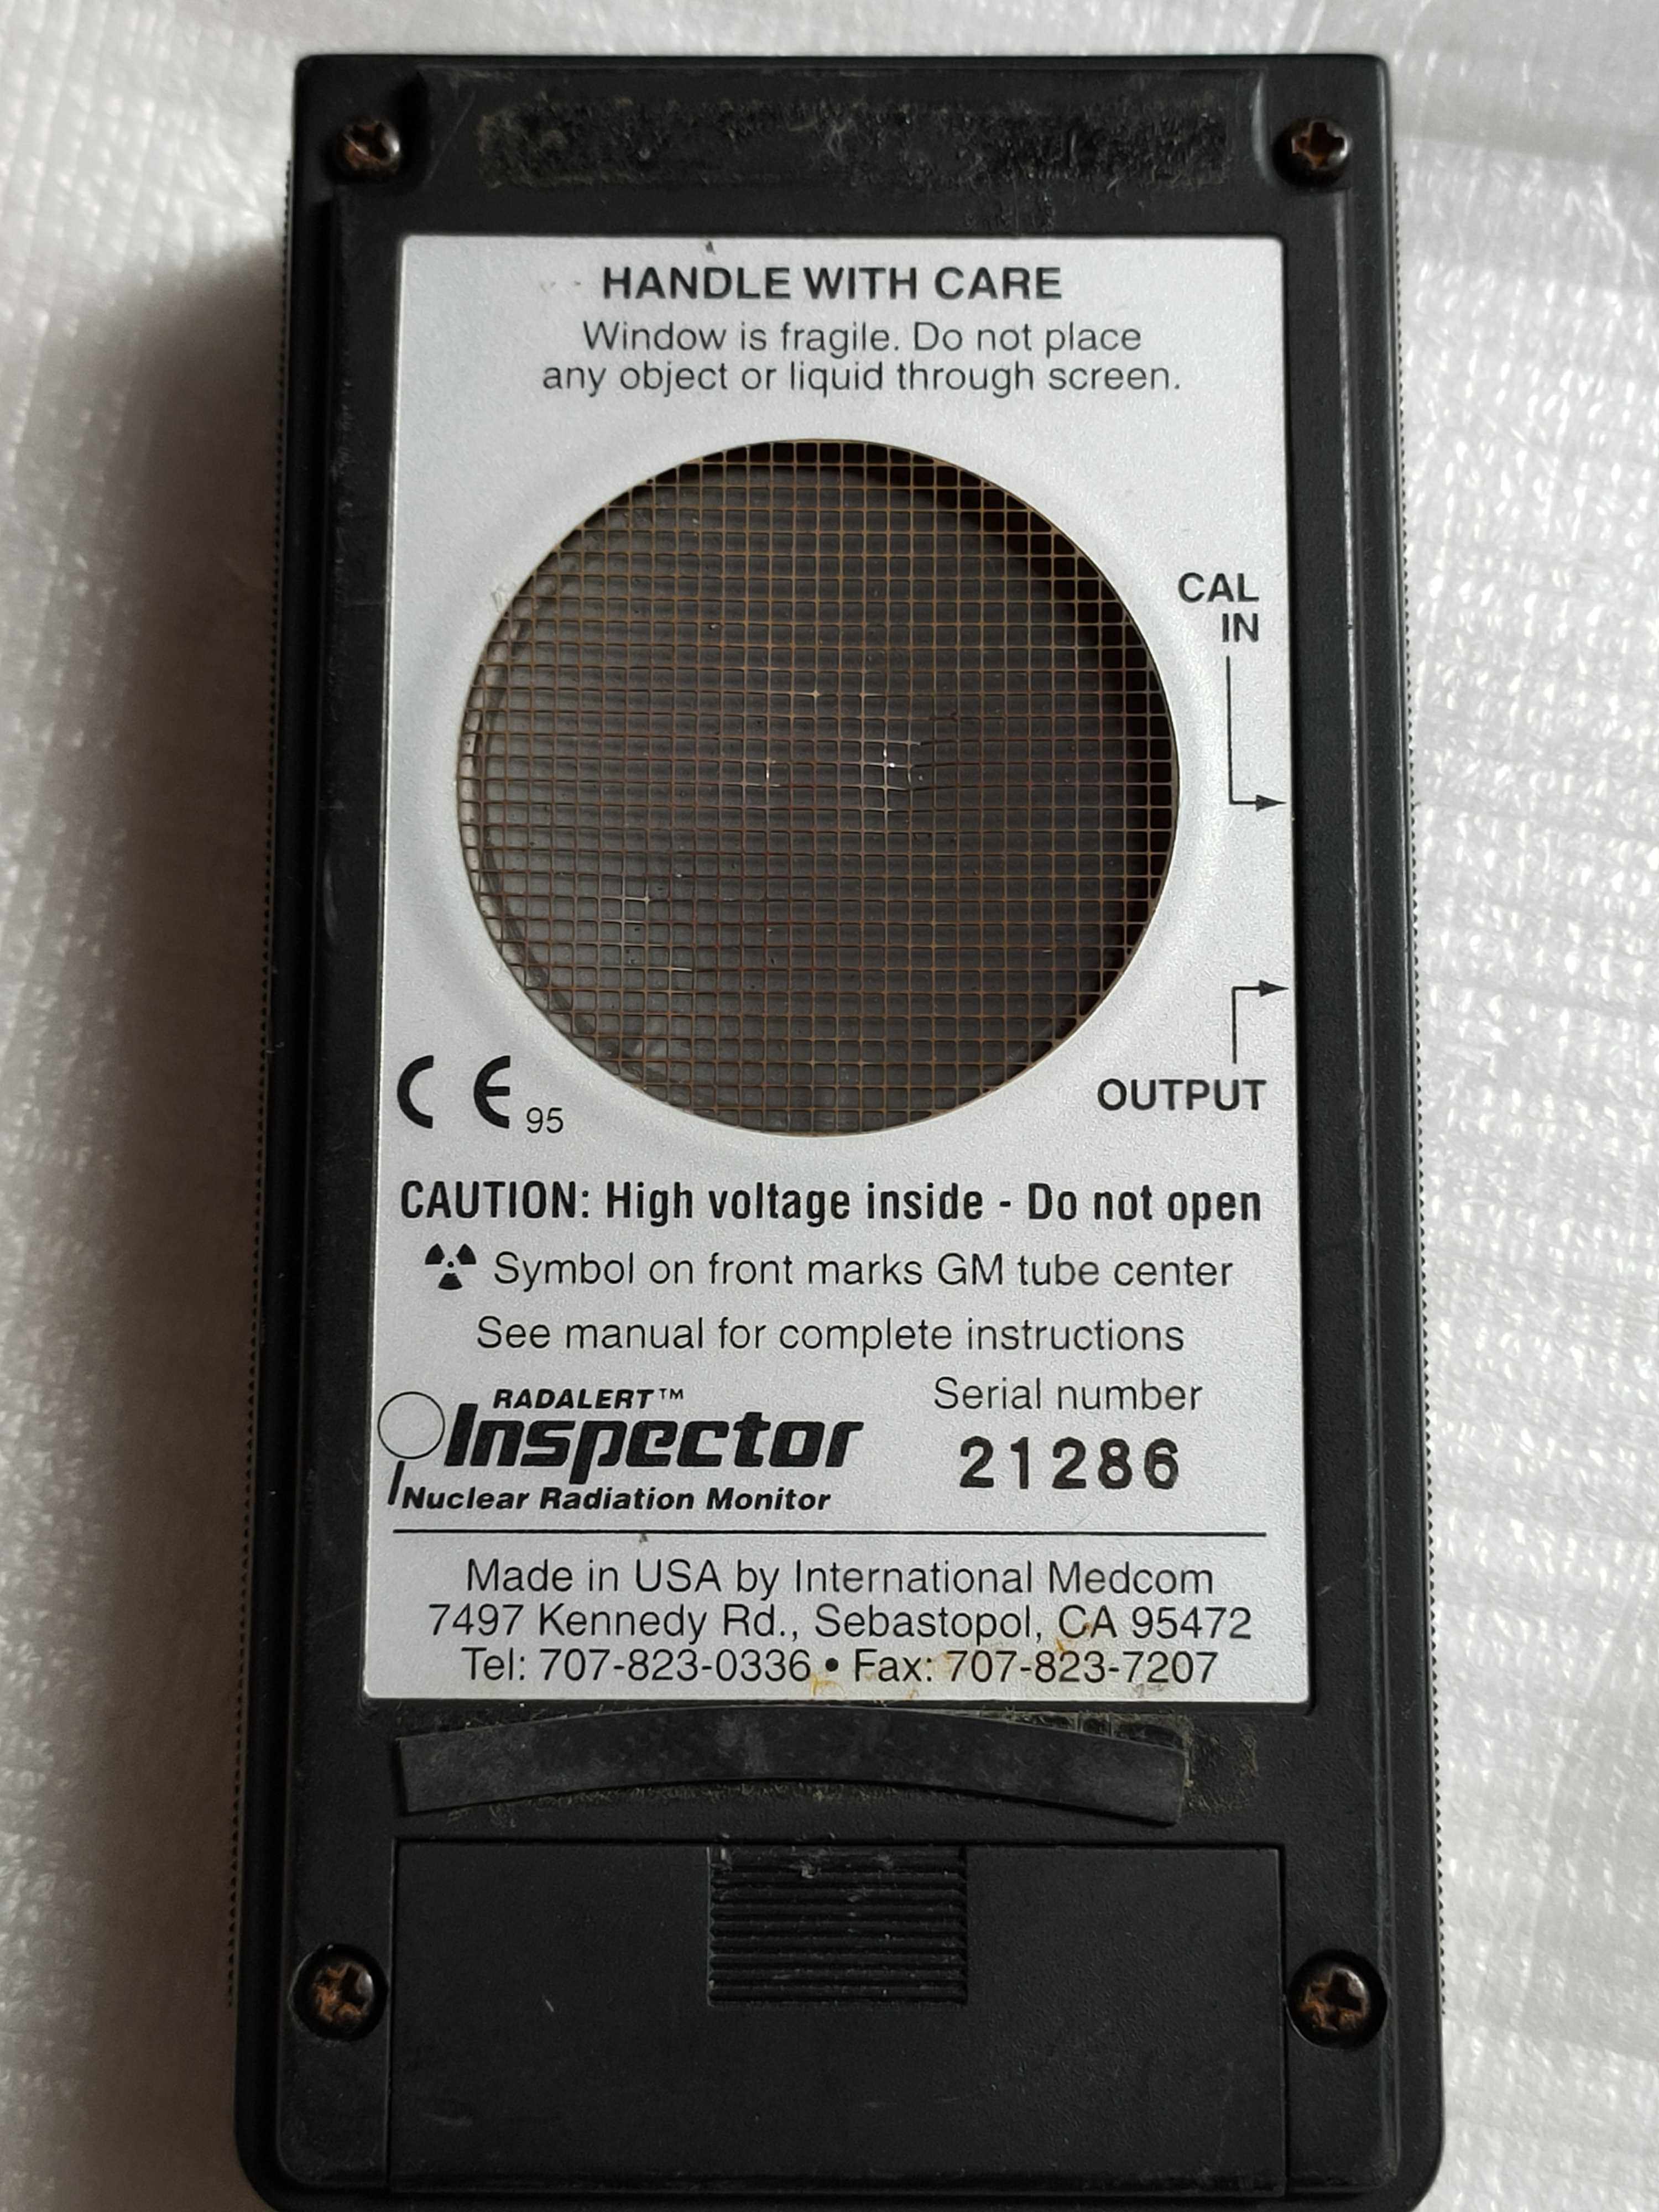 HANDLE WITH CARE
Window is fragile. Do not place
any object or liquid through screen.
CAL
IN
OUTPUT
CE 95
CAUTION: High voltage inside - Do not open
Symbol on front marks GM tube center
See manual for complete instructions
RADALERT™
Inspector
Nuclear Radiation Monitor
Serial number
21286
Made in USA by International Medcom
7497 Kennedy Rd., Sebastopol, CA 95472
Tel: 707-823-0336 • Fax: 707-823-7207